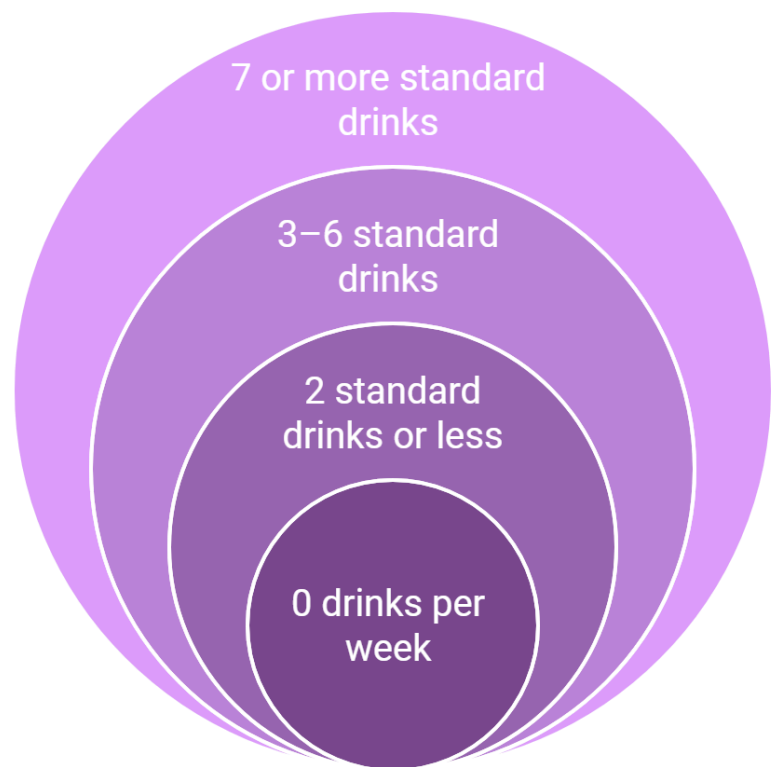 7 or more standard
drinks
3–6 standard
drinks
2 standard
drinks or less
0 drinks per
week